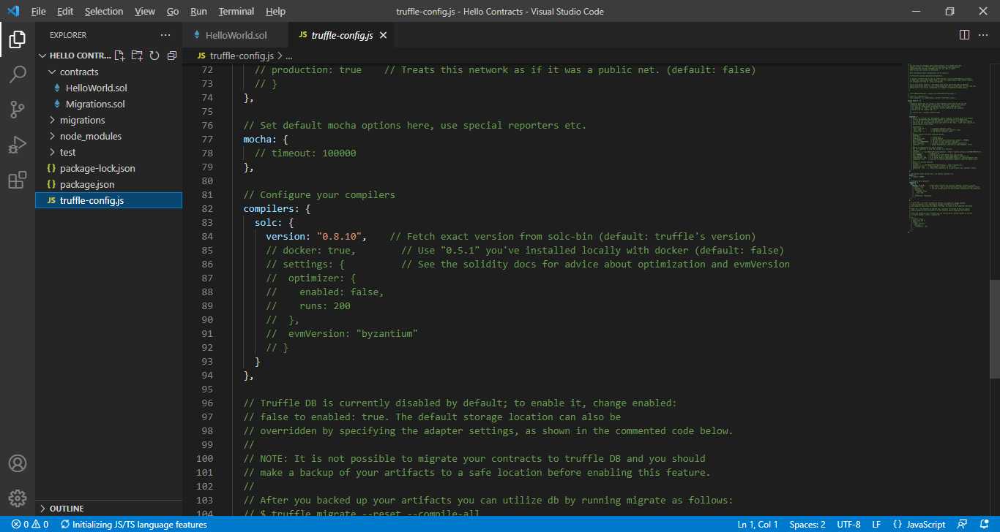 File Edit Selection View Go Run Terminal Help
truffle-config.js - Hello Contracts - Visual Studio Code
EXPLORER
HELLO CONTR...
contracts
HelloWorld.sol
Migrations.sol
migrations
node_modules
test
{} package-lock.json
{} package.json
JS truffle-config.js
OUTLINE
HelloWorld.sol
JS truffle-config.js
JS truffle-config.js > ...
72 // production: true // Treats this network as if it was a public net. (default: false)
73 // }
74 },
75
76 // Set default mocha options here, use special reporters etc.
77 mocha: {
78 // timeout: 100000
79 },
80
81 // Configure your compilers
82 compilers: {
83 solc: {
84 version: "0.8.10", // Fetch exact version from solc-bin (default: truffle's version)
85 // docker: true, // Use "0.5.1" you've installed locally with docker (default: false)
86 // settings: { // See the solidity docs for advice about optimization and evmVersion
87 // optimizer: {
88 // enabled: false,
89 // runs: 200
90 // },
91 // evmVersion: "byzantium"
92 // }
93 }
94 },
95
96 // Truffle DB is currently disabled by default; to enable it, change enabled:
97 // false to enabled: true. The default storage location can also be
98 // overridden by specifying the adapter settings, as shown in the commented code below.
99 //
100 // NOTE: It is not possible to migrate your contracts to truffle DB and you should
101 // make a backup of your artifacts to a safe location before enabling this feature.
102 //
103 // After you backed up your artifacts you can utilize db by running migrate as follows:
104 // $ truffle migrate --reset --compile-all
0 0 Initializing JS/TS language features
Ln 1, Col 1 Spaces: 2 UTF-8 LF {} JavaScript